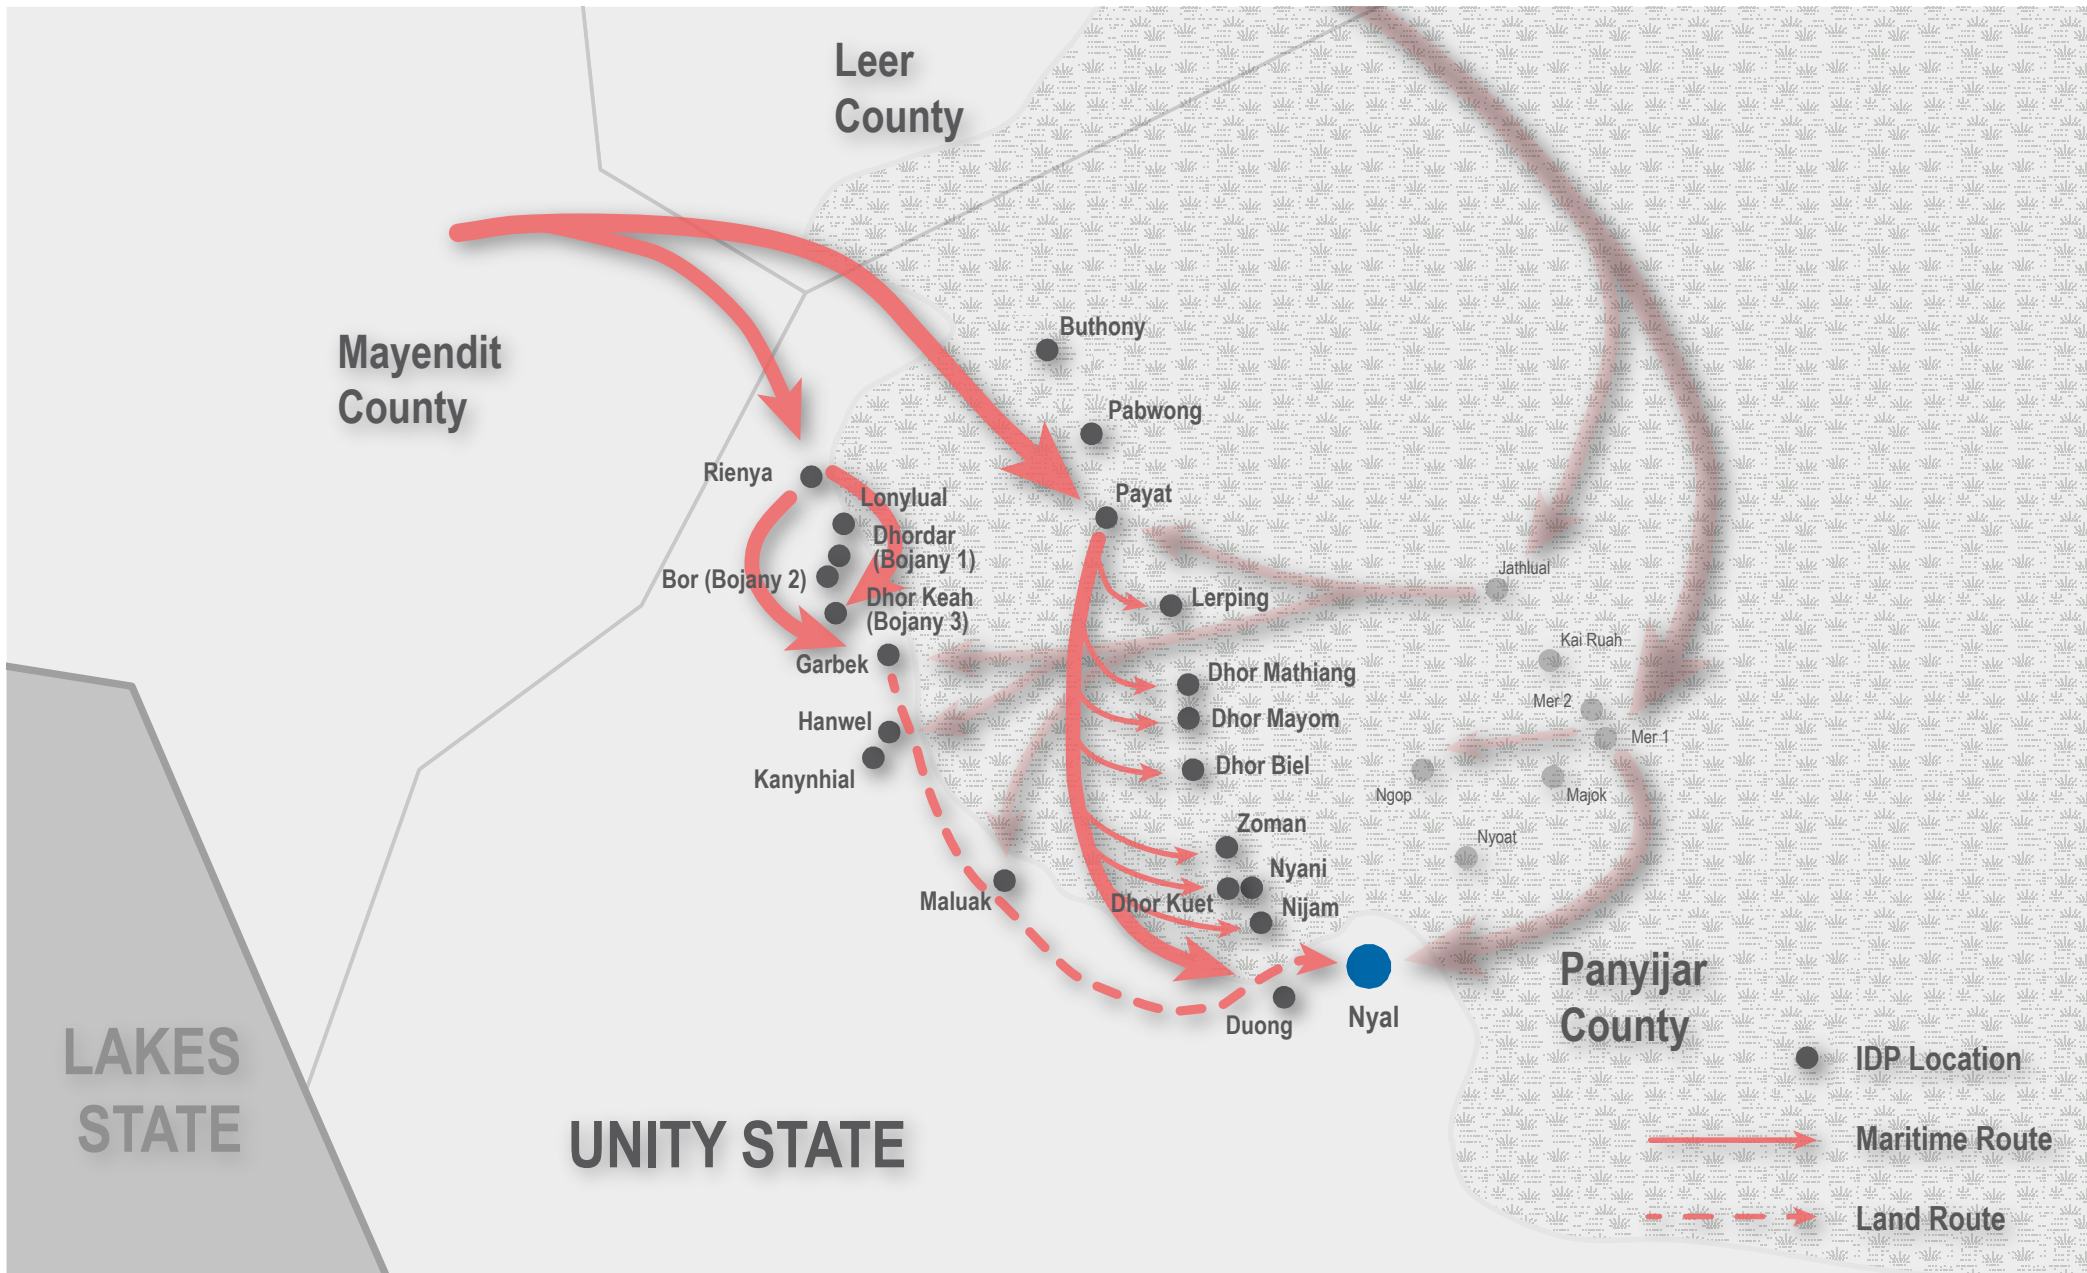 Leer
County
Mayendit
County
Buthony
Pabwong
Rienya
Payat
Lonylual
Dhordar
(Bojany 1)
Bor (Bojany 2)
Jathlual
Dhor Keah
(Bojany 3)
Lerping
Kai Ruah
Garbek
Dhor Mathiang
Mer 2
Hanwel
Dhor Mayom
Mer 1
Kanynhial
Dhor Biel
Ngop
Majok
Zoman
Nyoat
Nyani
Maluak
Dhor Kuet
Nijam
Panyijar
County
Duong
Nyal
LAKES
STATE
UNITY STATE
IDP Location
Maritime Route
Land Route